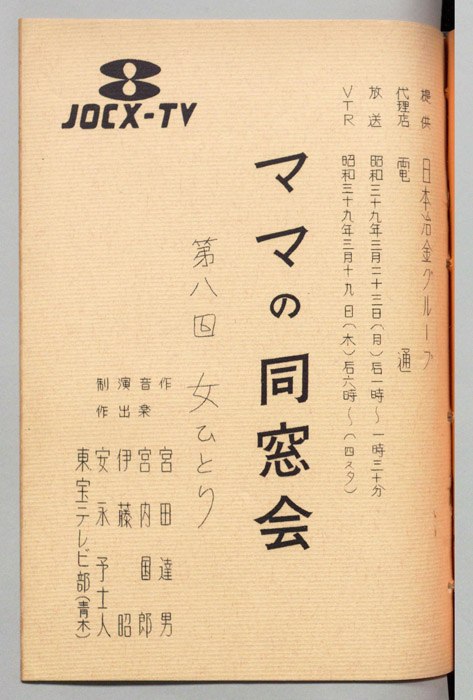 提供 日本冶金グループ
代理店 電通
放送 昭和三十九年三月二十三日(月)后一時〜一時三十分
VTR 昭和三十九年三月十九日(木)后六時〜(四スタ)
ママの同窓会
第八回 女ひとり
作 宮田達男
音楽 宮内国郎
演出 伊藤昭
制作 安永予士人
東宝テレビ部(青木)
JOCX-TV